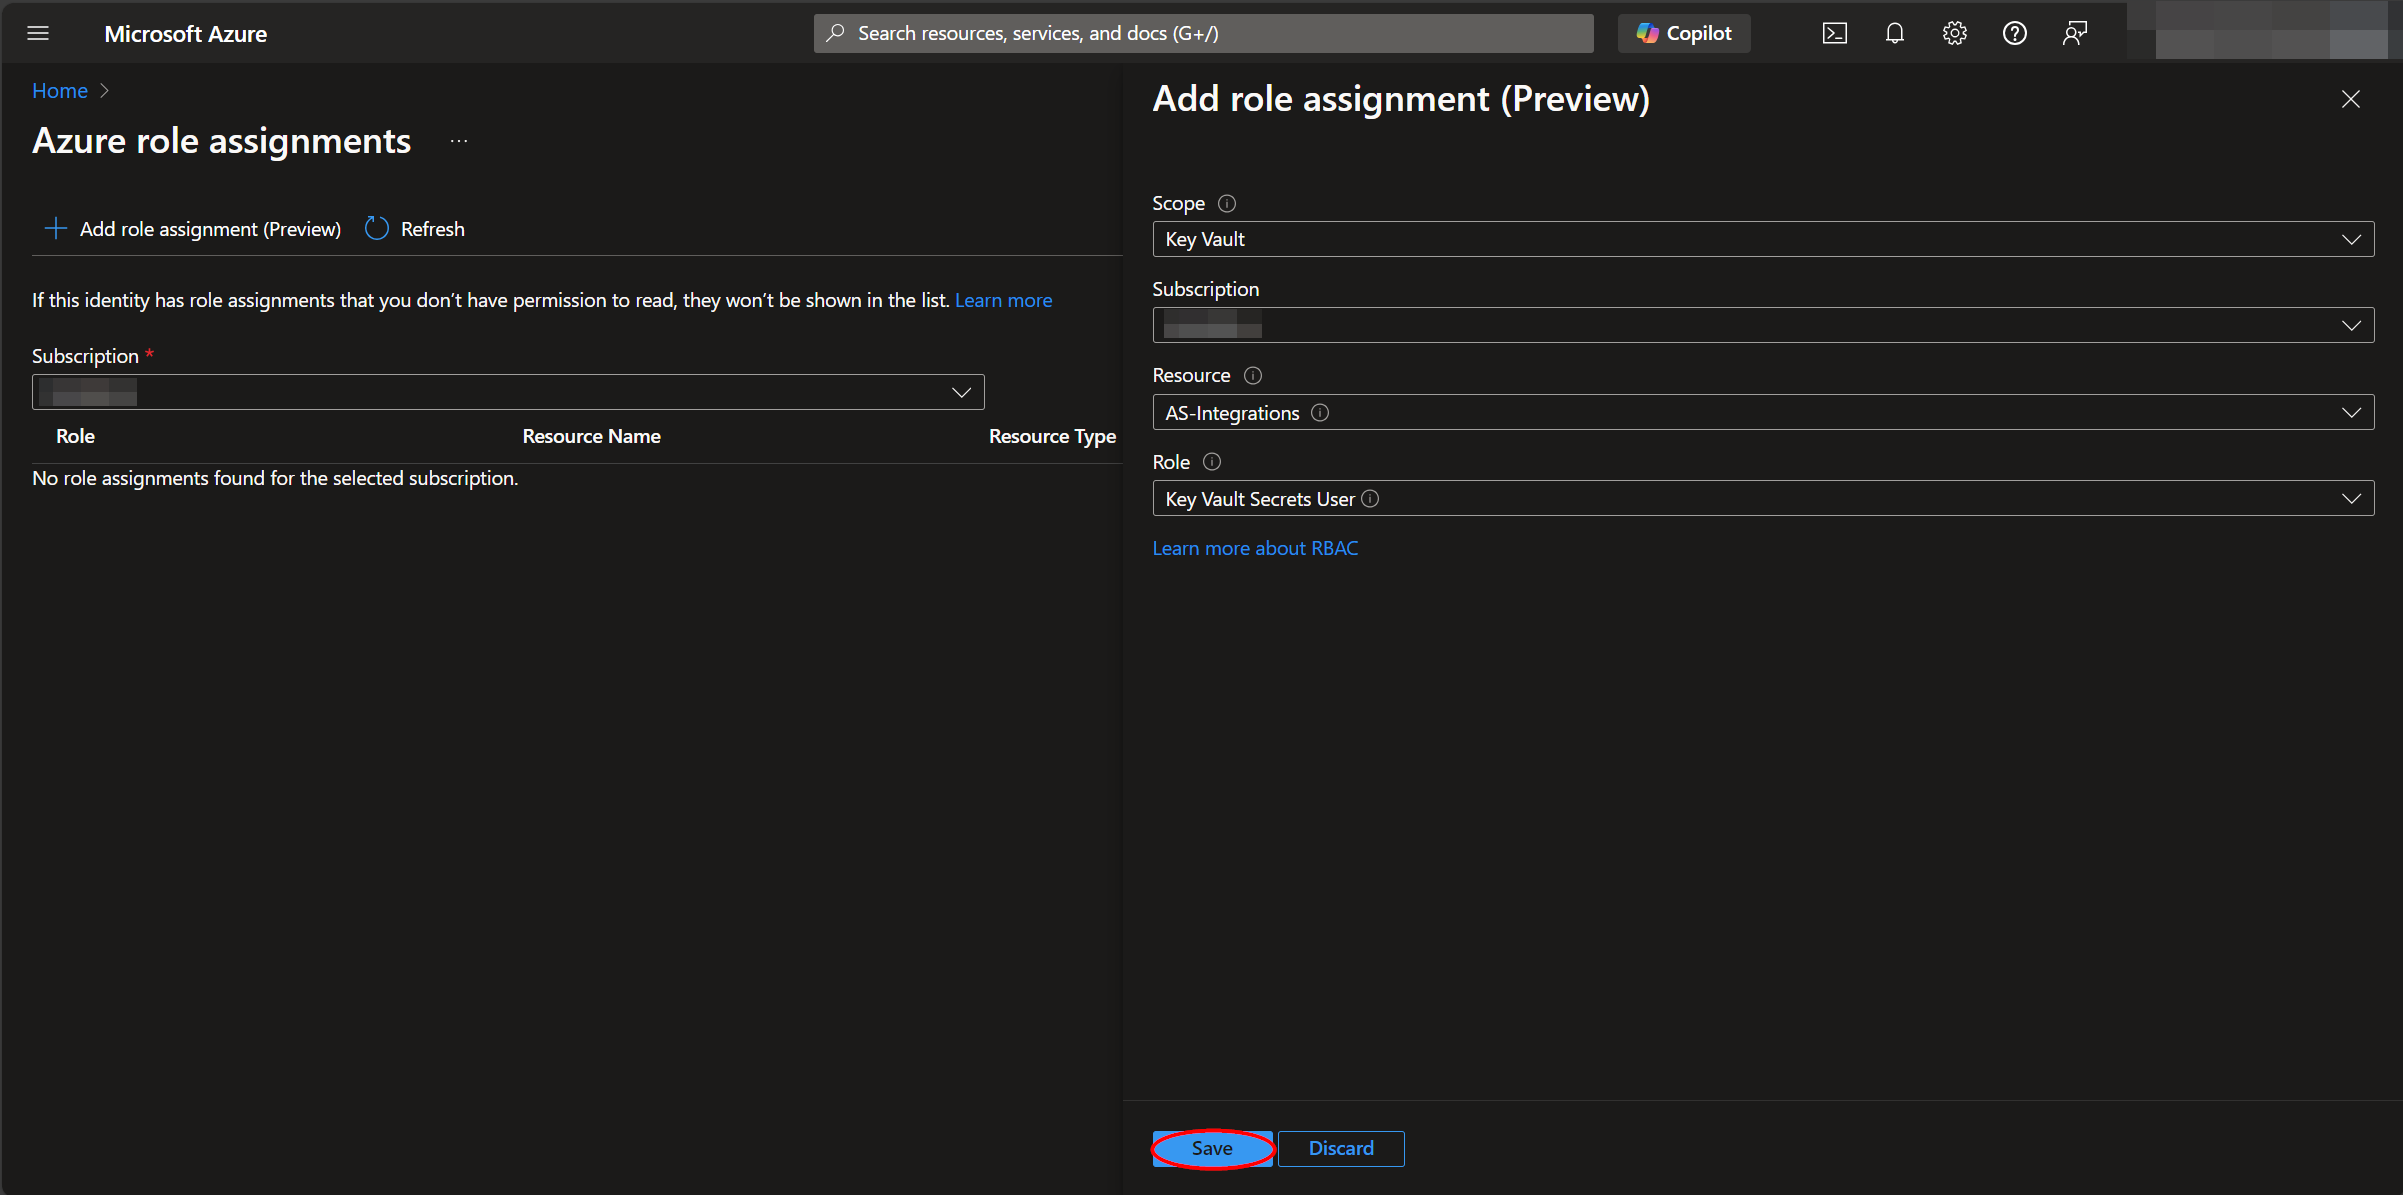 Microsoft Azure
Search resources, services, and docs (G+/)
Copilot
Home
Azure role assignments
...
Add role assignment (Preview)
Refresh
If this identity has role assignments that you don't have permission to read, they won't be shown in the list. Learn more
Subscription *
Role
Resource Name
Resource Type
No role assignments found for the selected subscription.
Add role assignment (Preview)
Scope
Key Vault
Subscription
Resource
AS-Integrations
Role
Key Vault Secrets User
Learn more about RBAC
Save
Discard